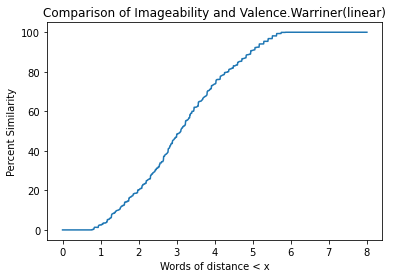 Comparison of Imageability and Valence.Warriner(linear)
100
80
60
40
20
0
Percent Similarity
0 1 2 3 4 5 6 7 8
Words of distance < x